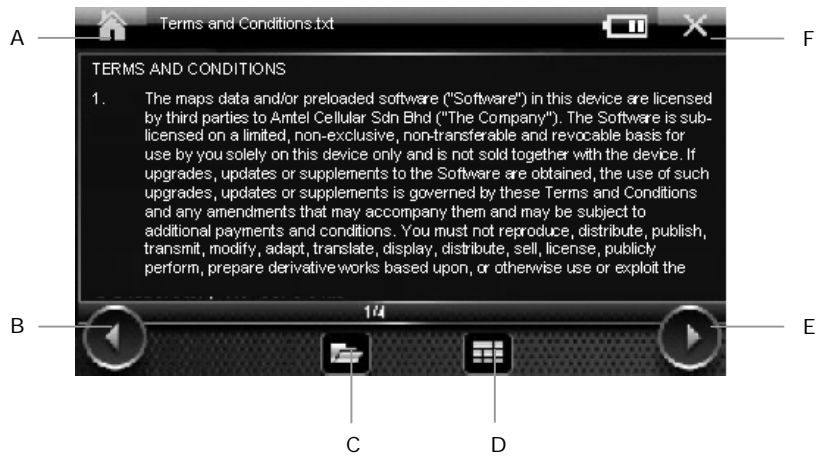 A
Terms and Conditions.txt
F
TERMS AND CONDITIONS
1. The maps data and/or preloaded software ("Software") in this device are licensed
by third parties to Amtel Cellular Sdn Bhd ("The Company"). The Software is sub-
licensed on a limited, non-exclusive, non-transferable and revocable basis for
use by you solely on this device only and is not sold together with the device. If
upgrades, updates or supplements to the Software are obtained, the use of such
upgrades, updates or supplements is governed by these Terms and Conditions
and any amendments that may accompany them and may be subject to
additional payments and conditions. You must not reproduce, distribute, publish,
transmit, modify, adapt, translate, display, distribute, sell, license, publicly
perform, prepare derivative works based upon, or otherwise use or exploit the
1/4
B
E
C
D